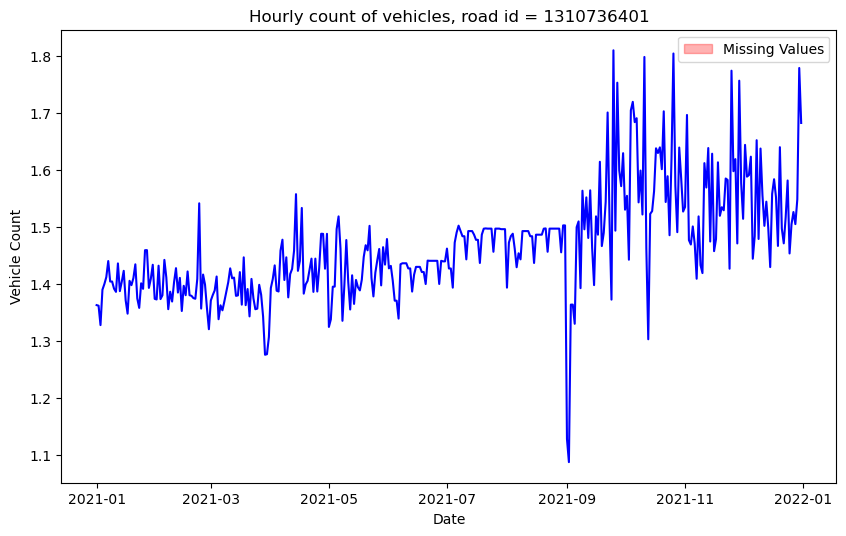 Hourly count of vehicles, road id = 1310736401
Missing Values
Vehicle Count
1.8
1.7
1.6
1.5
1.4
1.3
1.2
1.1
2021-01 2021-03 2021-05 2021-07 2021-09 2021-11 2022-01
Date